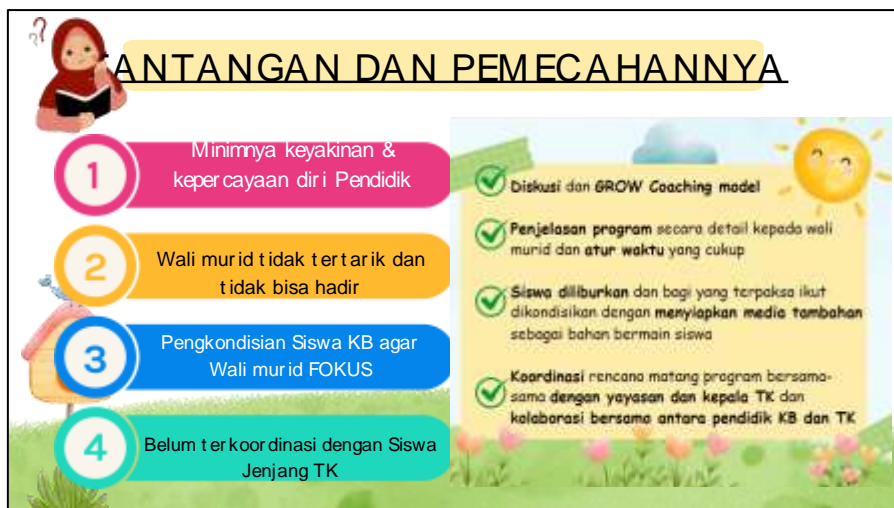 TANTANGAN DAN PEMECAHANNYA
1
Minimnya keyakinan &
kepercayaan diri Pendidik
2
Wali murid tidak tertarik dan
tidak bisa hadir
3
Pengkondisian Siswa KB agar
Wali murid FOKUS
4
Belum terkoordinasi dengan Siswa
Jenjang TK
Diskusi dan GROW Coaching model
Penjelasan program secara detail kepada wali
murid dan atur waktu yang cukup
Siswa diliburkan dan bagi yang terpaksa ikut
dikondisikan dengan menyiapkan media tambahan
sebagai bahan bermain siswa
Koordinasi rencana matang program bersama-
sama dengan yayasan dan kepala TK dan
kolaborasi bersama antara pendidik KB dan TK